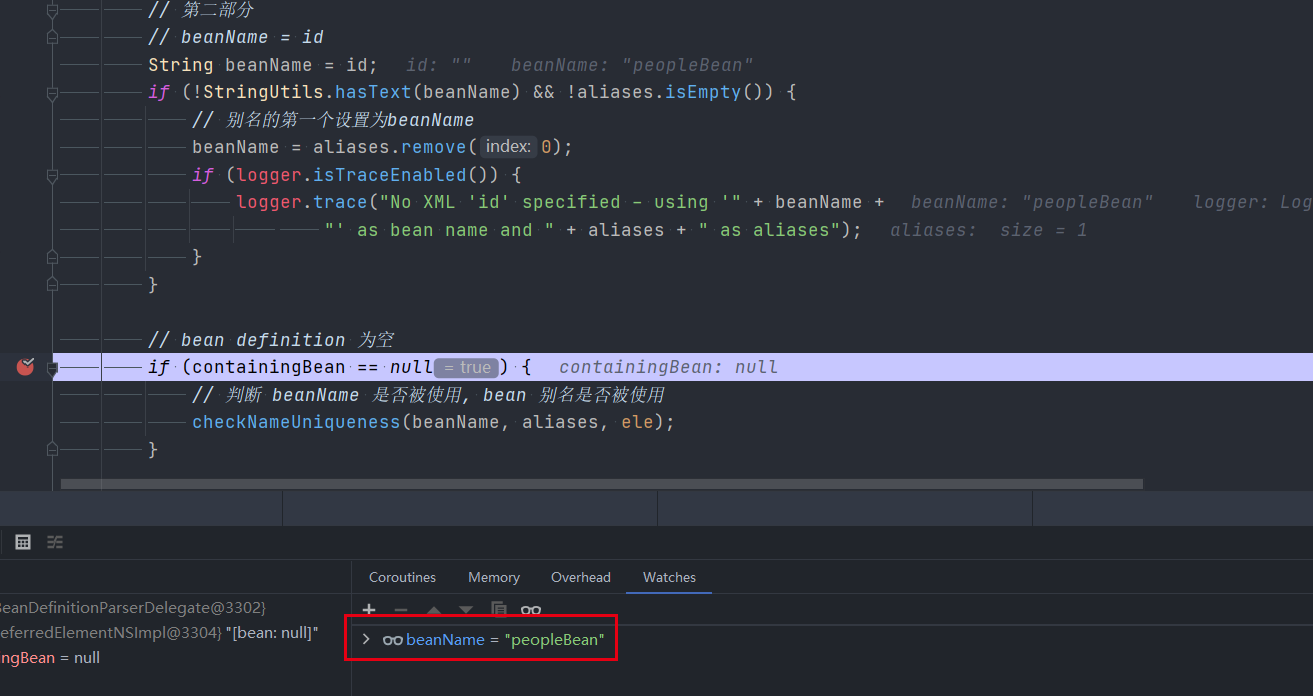 // 第二部分
// beanName = id
String beanName = id;   id: ""   beanName: "peopleBean"
if (!StringUtils.hasText(beanName) && !aliases.isEmpty()) {
// 别名的第一个设置为beanName
beanName = aliases.remove( index: 0);
if (logger.isTraceEnabled()) {
logger.trace("No XML 'id' specified - using '" + beanName +   beanName: "peopleBean"   logger: Log
"' as bean name and " + aliases + " as aliases");   aliases:  size = 1
}
}
// bean definition 为空
if (containingBean == null = true ) {   containingBean: null
// 判断 beanName 是否被使用, bean 别名是否被使用
checkNameUniqueness(beanName, aliases, ele);
}
Coroutines   Memory   Overhead   Watches
BeanDefinitionParserDelegate@3302}
eferredElementNSImpl@3304} "[bean: null]"
ingBean = null
beanName = "peopleBean"